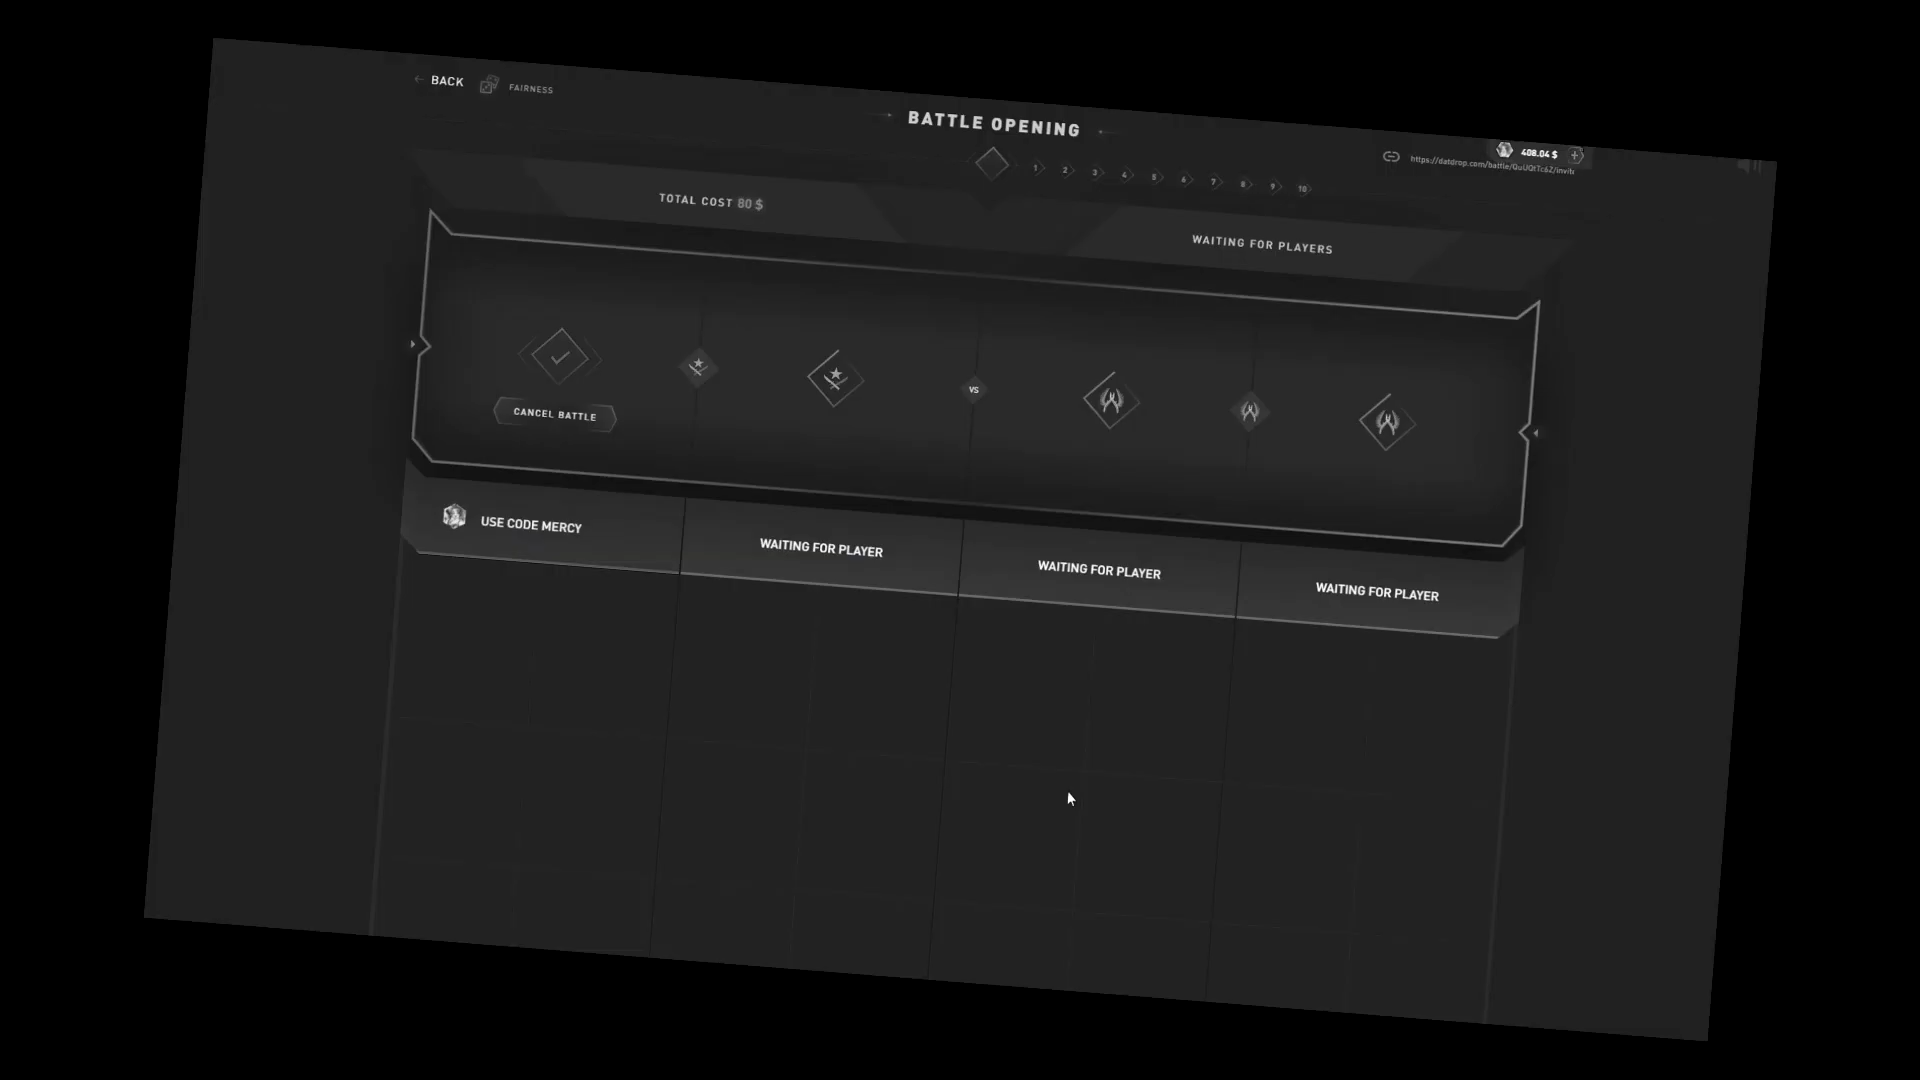 BACK
FAIRNESS
BATTLE OPENING
408.04 $
1 2 3 4 5 6 7 8 9 10
TOTAL COST 80 $
WAITING FOR PLAYERS
VS
CANCEL BATTLE
USE CODE MERCY
WAITING FOR PLAYER
WAITING FOR PLAYER
WAITING FOR PLAYER